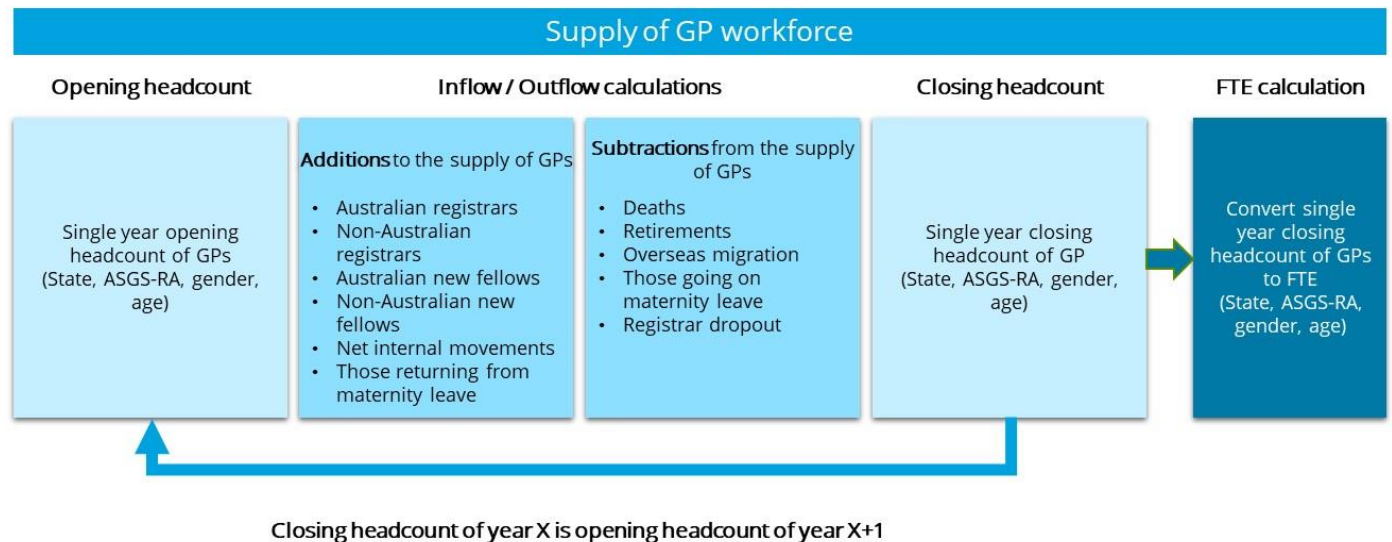 Supply of GP workforce
Opening headcount
Inflow / Outflow calculations
Closing headcount
FTE calculation
Single year opening
headcount of GPs
(State, ASGS-RA, gender,
age)
Additions to the supply of GPs
• Australian registrars
• Non-Australian
registrars
• Australian new fellows
• Non-Australian new
fellows
• Net internal movements
• Those returning from
maternity leave
Subtractions from the supply
of GPs
• Deaths
• Retirements
• Overseas migration
• Those going on
maternity leave
• Registrar dropout
Single year closing
headcount of GP
(State, ASGS-RA, gender,
age)
Convert single
year closing
headcount of GPs
to FTE
(State, ASGS-RA,
gender, age)
Closing headcount of year X is opening headcount of year X+1